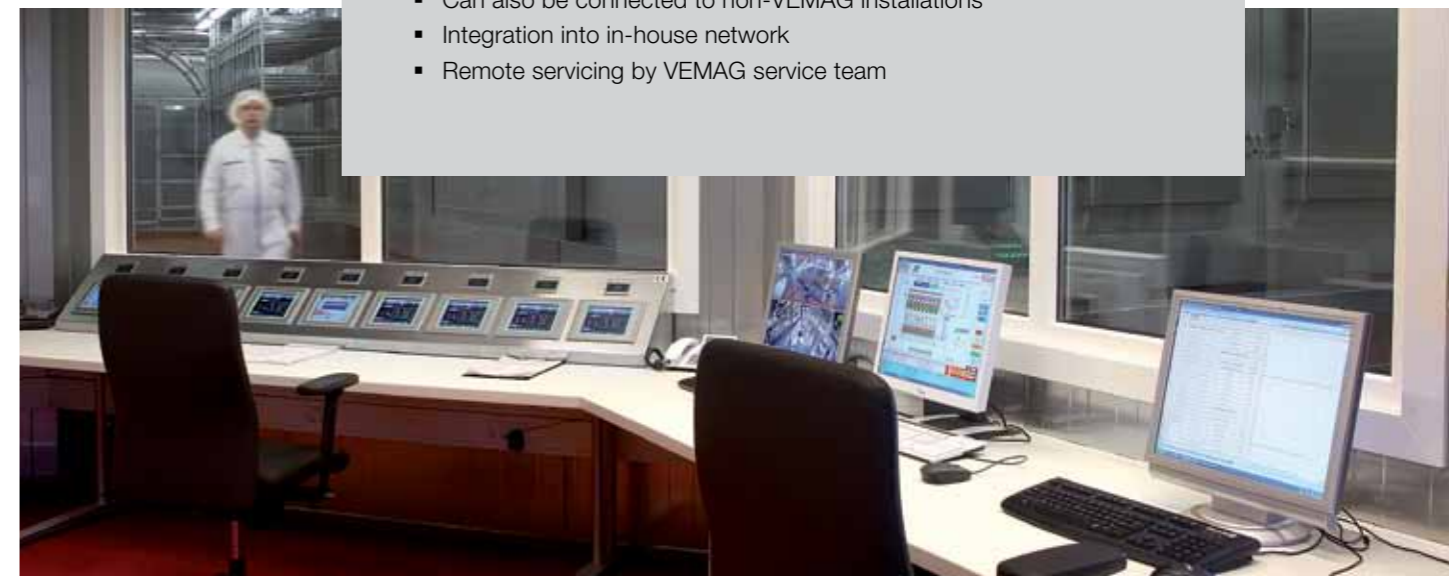 ▪ Can also be connected to non-VEMAG installations
▪ Integration into in-house network
▪ Remote servicing by VEMAG service team